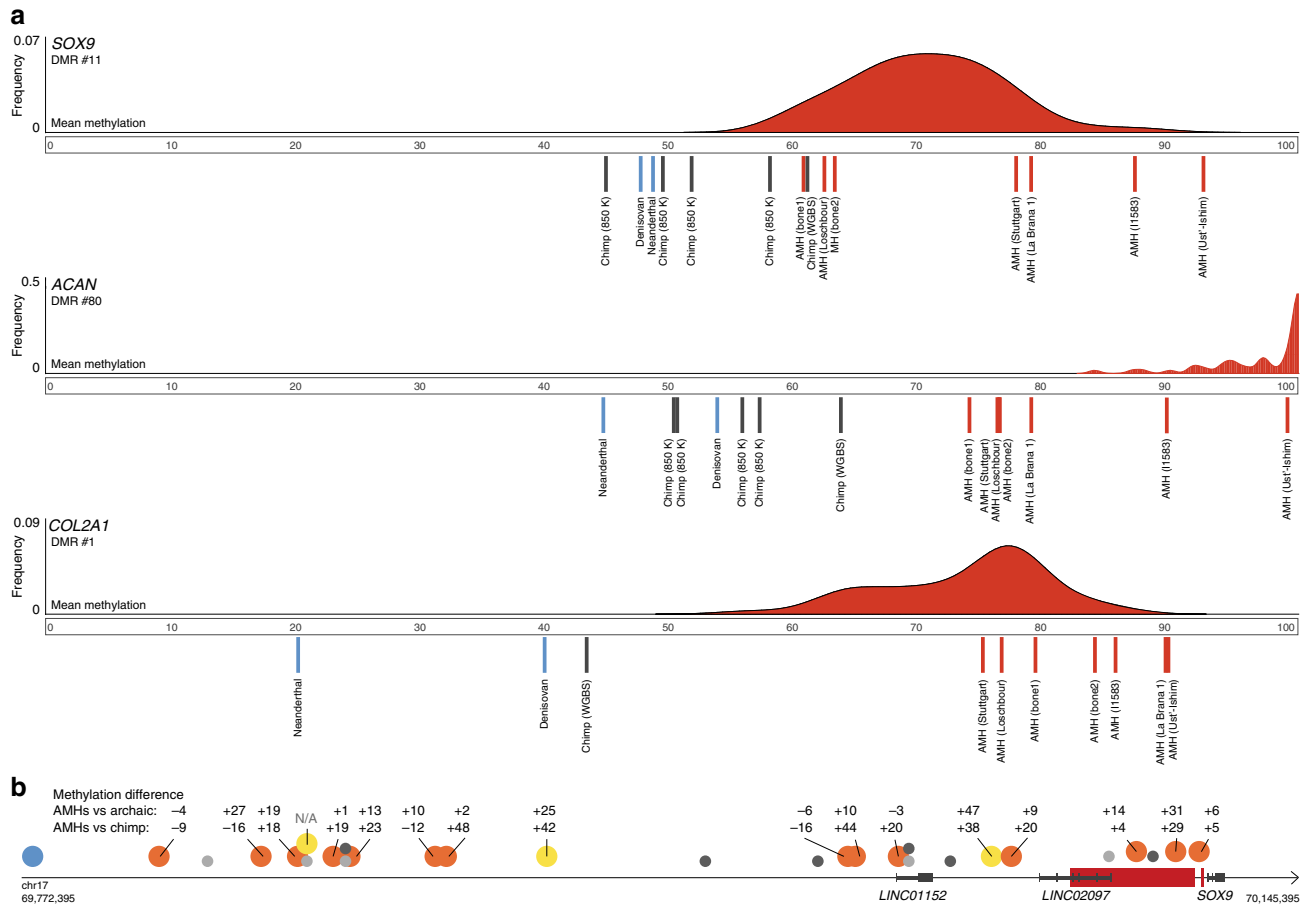 a
0.07
SOX9
DMR #11
Frequency
0
Mean methylation
0 10 20 30 40 50 60 70 80 90 100
Chimp (850 K)
Denisovan
Neanderthal
Chimp (850 K)
Chimp (850 K)
Chimp (850 K)
AMH (bone1)
Chimp (WGBS)
AMH (Loschbour)
MH (bone2)
AMH (Stuttgart)
AMH (La Brana 1)
AMH (I1583)
AMH (Ust'-Ishim)
0.5
ACAN
DMR #80
Frequency
0
Mean methylation
0 10 20 30 40 50 60 70 80 90 100
Neanderthal
Chimp (850 K)
Chimp (850 K)
Denisovan
Chimp (850 K)
Chimp (850 K)
Chimp (WGBS)
AMH (bone1)
AMH (Stuttgart)
AMH (Loschbour)
AMH (bone2)
AMH (La Brana 1)
AMH (I1583)
AMH (Ust'-Ishim)
0.09
COL2A1
DMR #1
Frequency
0
Mean methylation
0 10 20 30 40 50 60 70 80 90 100
Neanderthal
Denisovan
Chimp (WGBS)
AMH (Stuttgart)
AMH (Loschbour)
AMH (bone1)
AMH (bone2)
AMH (I1583)
AMH (La Brana 1)
AMH (Ust'-Ishim)
b
Methylation difference
AMHs vs archaic: −4 +27 +19 +1 +13 +10 +2 +25 −6 +10 −3 +47 +9 +14 +31 +6
N/A
AMHs vs chimp: −9 −16 +18 +19 +23 −12 +48 +42 −16 +44 +20 +38 +20 +4 +29 +5
chr17
69,772,395
LINC01152
LINC02097
SOX9
70,145,395